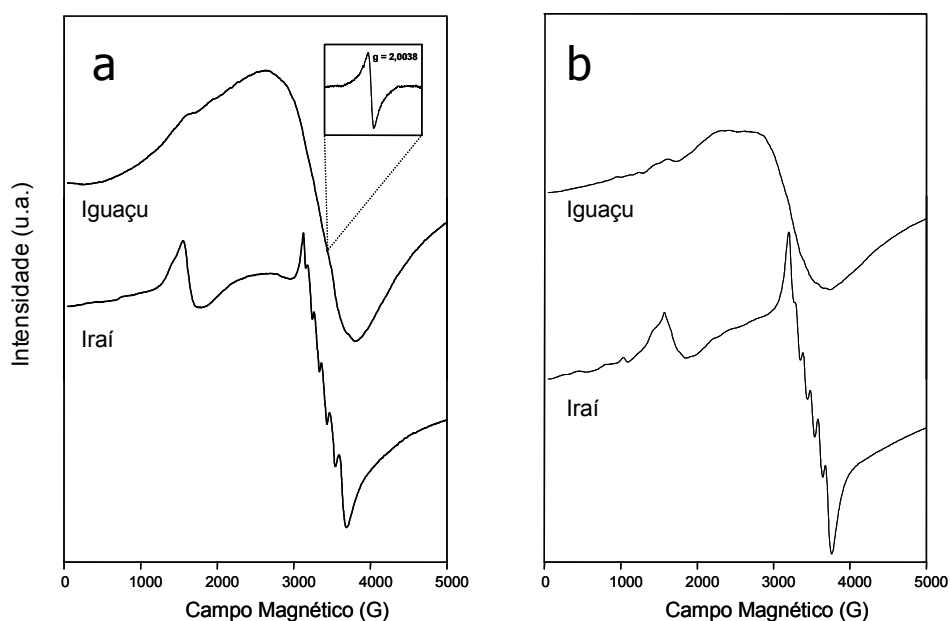 a
g = 2,0038
Iguaçu
Iraí
Intensidade (u.a.)
0 1000 2000 3000 4000 5000
Campo Magnético (G)
b
Iguaçu
Iraí
0 1000 2000 3000 4000 5000
Campo Magnético (G)